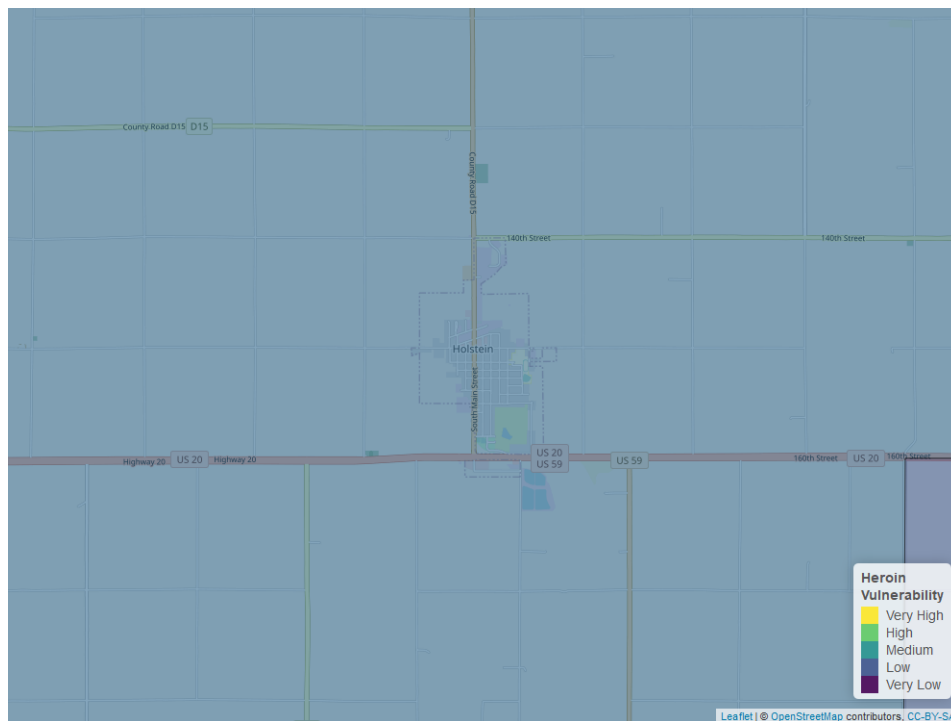 County Road D15
D15
County Road D15
140th Street
140th Street
Holstein
South Main Street
Highway 20
US 20
Highway 20
US 20
US 59
US 59
160th Street
US 20
160th Street
Heroin
Vulnerability
Very High
High
Medium
Low
Very Low
Leaflet | © OpenStreetMap contributors, CC-BY-S